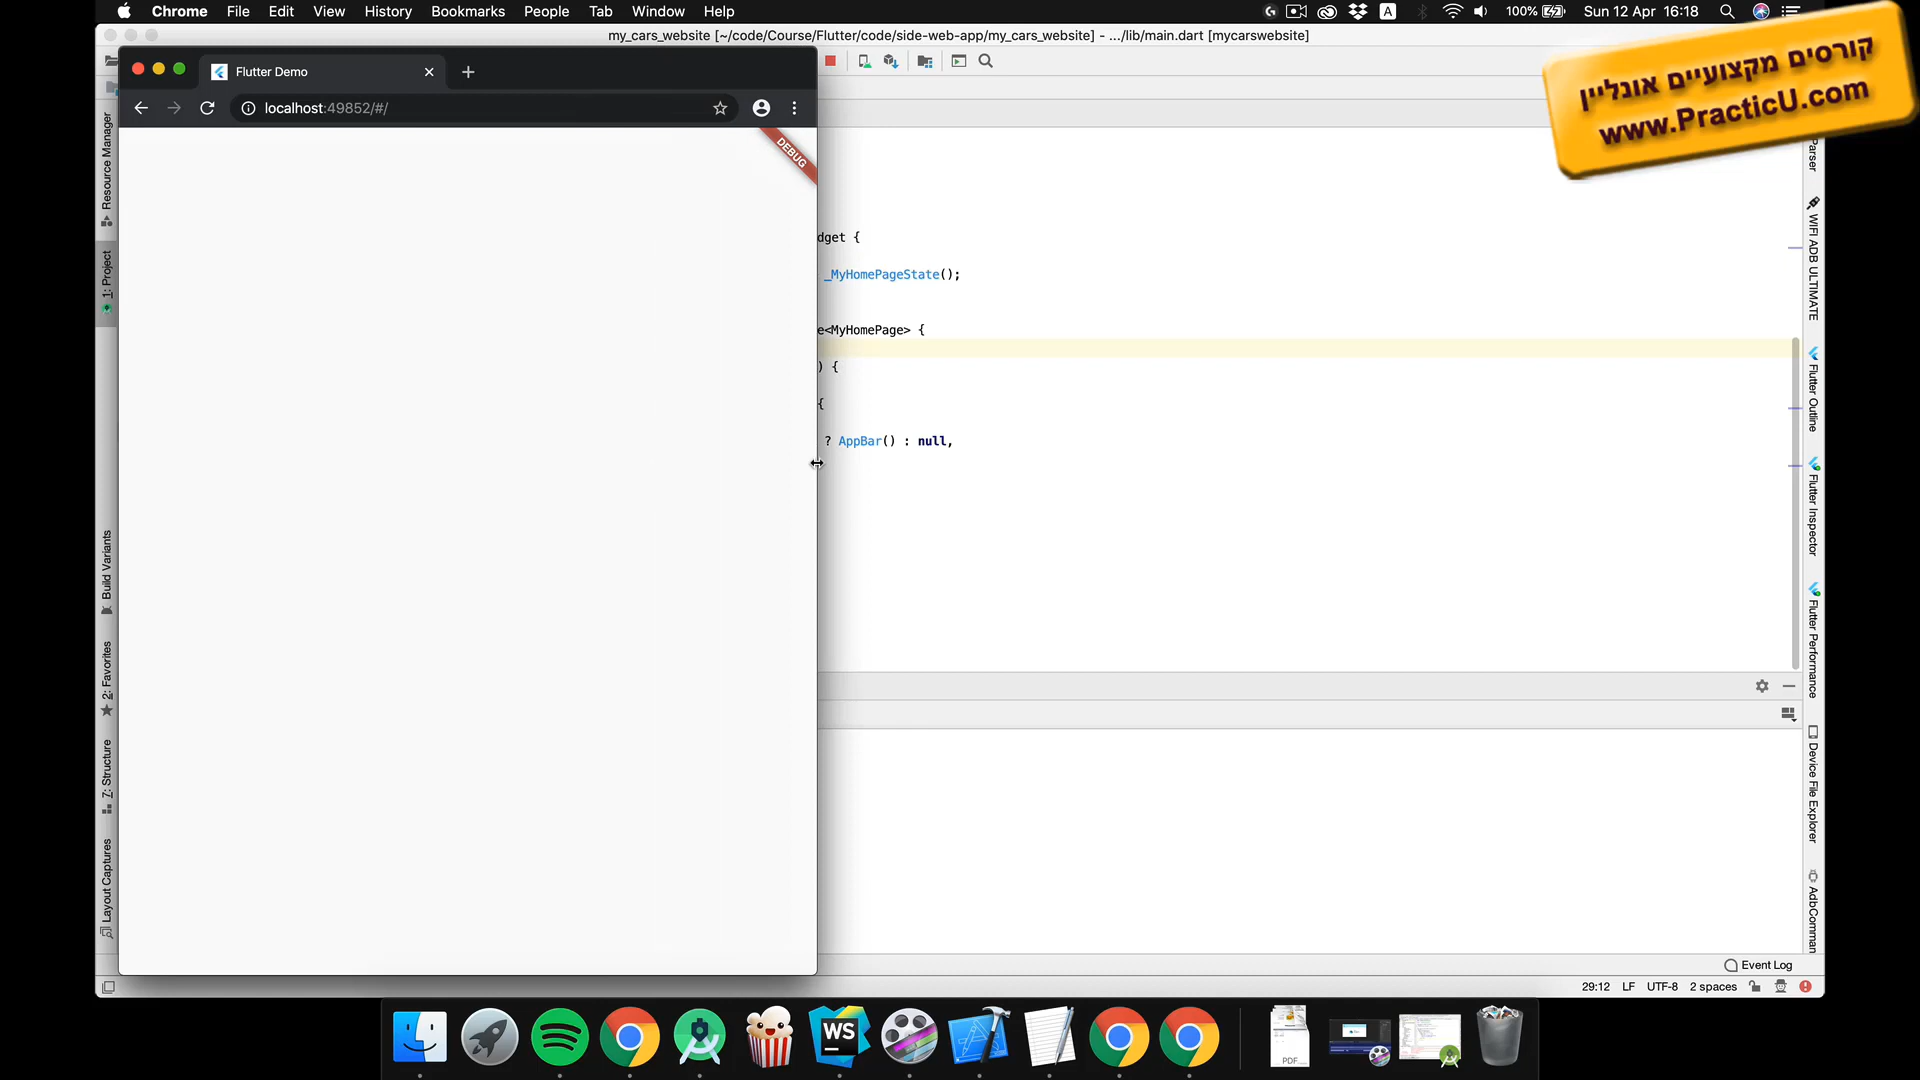 Chrome File Edit View History Bookmarks People Tab Window Help
A 100% Sun 12 Apr 16:18
my_cars_website [~/code/Course/Flutter/code/side-web-app/my_cars_website] - .../lib/main.dart [mycarswebsite]
קורסים מקצועיים אונליין
www.PracticU.com
Flutter Demo
localhost:49852/#/
DEBUG
Resource Manager
1: Project
Build Variants
2: Favorites
7: Structure
Layout Captures
dget {
_MyHomePageState();
e<MyHomePage> {
) {
{
? AppBar() : null,
Parser
WIFI ADB ULTIMATE
Flutter Outline
Flutter Inspector
Flutter Performance
Device File Explorer
AdbComman
Event Log
29:12 LF UTF-8 2 spaces
WS
PDF